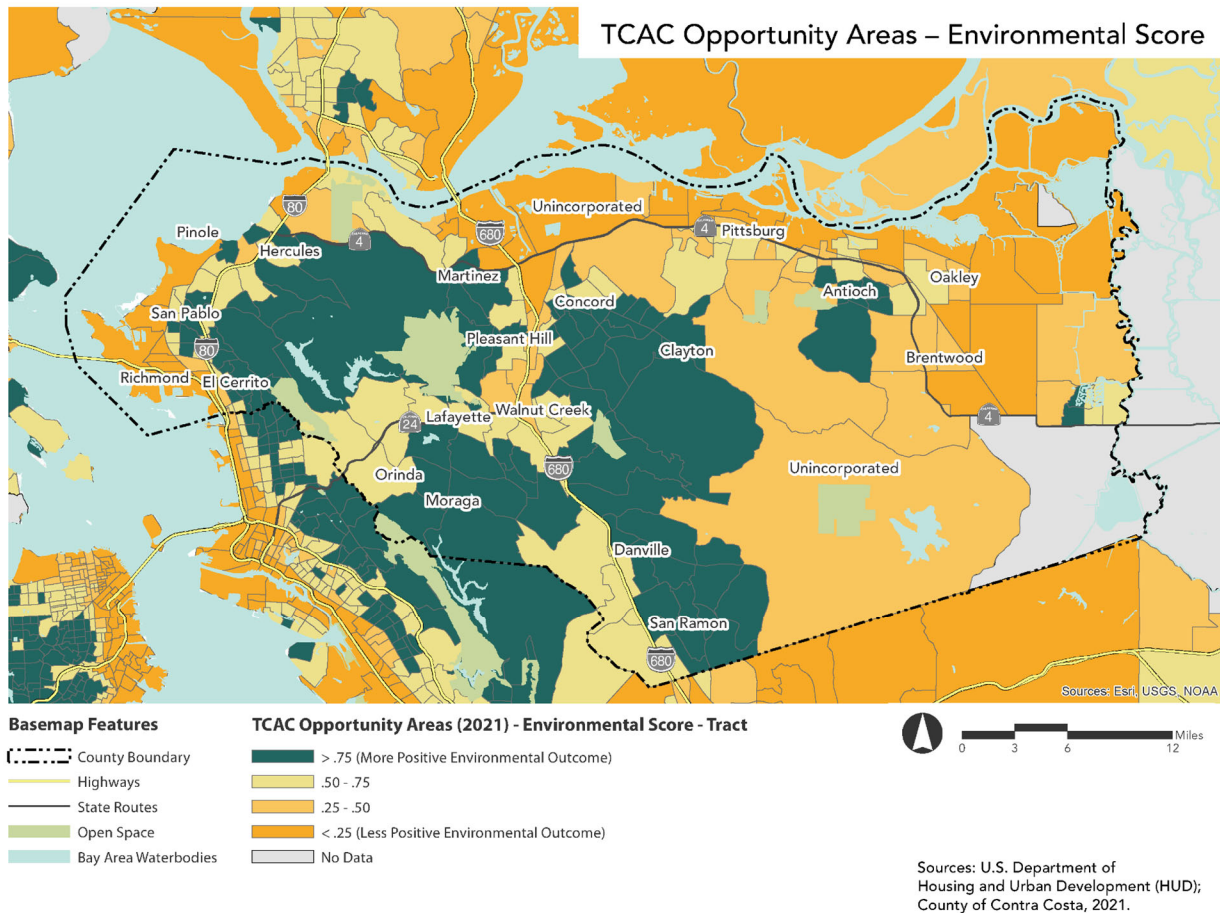 TCAC Opportunity Areas – Environmental Score
80
Unincorporated
Pinole
680
4
Pittsburg
Hercules
4
Martinez
Oakley
Antioch
Concord
San Pablo
Pleasant Hill
80
Clayton
Brentwood
Richmond
El Cerrito
Walnut Creek
Lafayette
24
4
Orinda
680
Unincorporated
Moraga
Danville
San Ramon
680
Sources: Esri, USGS, NOAA
Basemap Features
County Boundary
Highways
State Routes
Open Space
Bay Area Waterbodies
TCAC Opportunity Areas (2021) - Environmental Score - Tract
> .75 (More Positive Environmental Outcome)
.50 - .75
.25 - .50
< .25 (Less Positive Environmental Outcome)
No Data
Miles
0 3 6 12
Sources: U.S. Department of
Housing and Urban Development (HUD);
County of Contra Costa, 2021.